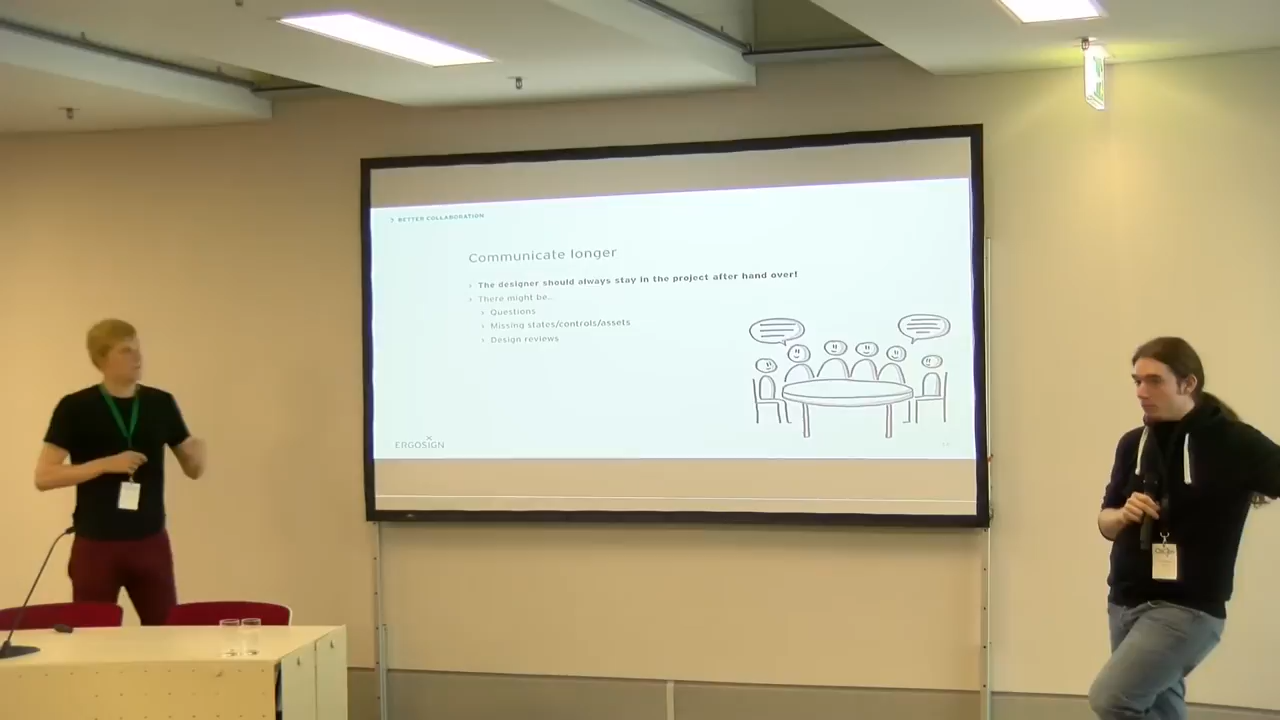 > BETTER COLLABORATION
Communicate longer
› The designer should always stay in the project after hand over!
› There might be...
› Questions
› Missing states/controls/assets
› Design reviews
ERGOSIGN